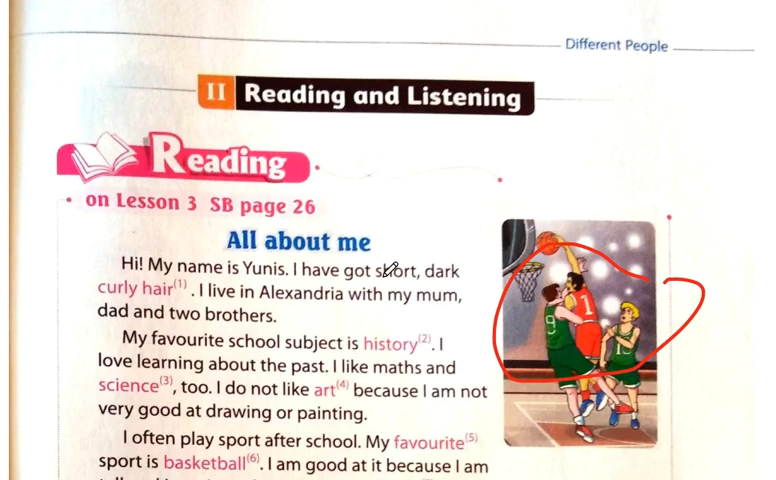 Different People
II Reading and Listening
Reading
on Lesson 3 SB page 26
All about me
Hi! My name is Yunis. I have got short, dark
curly hair(1) . I live in Alexandria with my mum,
dad and two brothers.
My favourite school subject is history(2). I
love learning about the past. I like maths and
science(3), too. I do not like art(4) because I am not
very good at drawing or painting.
I often play sport after school. My favourite(5)
sport is basketball(6). I am good at it because I am
9
1